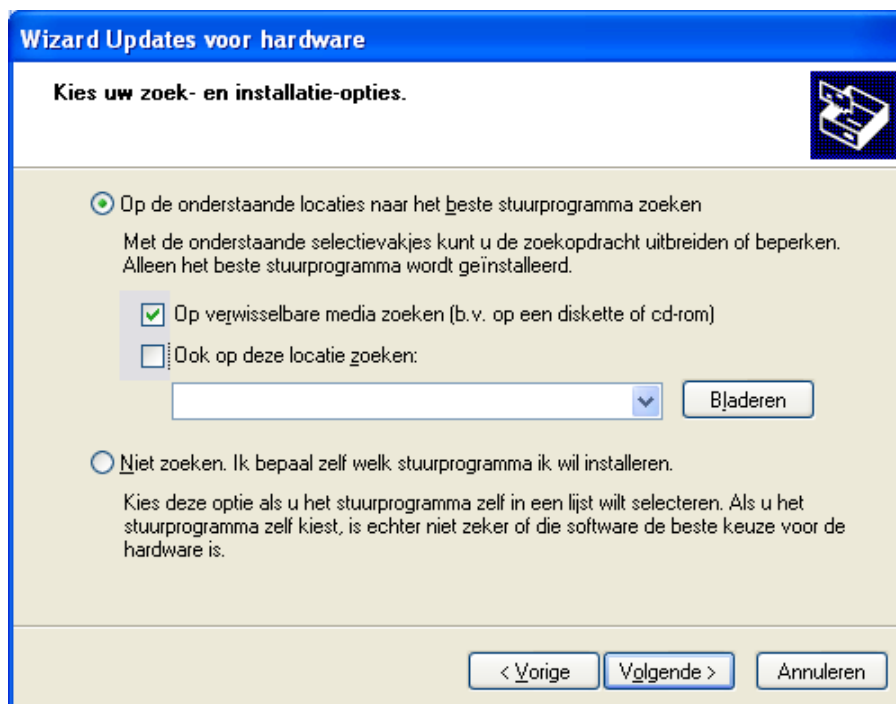 Wizard Updates voor hardware
Kies uw zoek- en installatie-opties.
Op de onderstaande locaties naar het beste stuurprogramma zoeken
Met de onderstaande selectievakjes kunt u de zoekopdracht uitbreiden of beperken.
Alleen het beste stuurprogramma wordt geïnstalleerd.
Op verwisselbare media zoeken (b.v. op een diskette of cd-rom)
Ook op deze locatie zoeken:
Bladeren
Niet zoeken. Ik bepaal zelf welk stuurprogramma ik wil installeren.
Kies deze optie als u het stuurprogramma zelf in een lijst wilt selecteren. Als u het
stuurprogramma zelf kiest, is echter niet zeker of die software de beste keuze voor de
hardware is.
< Vorige
Volgende >
Annuleren